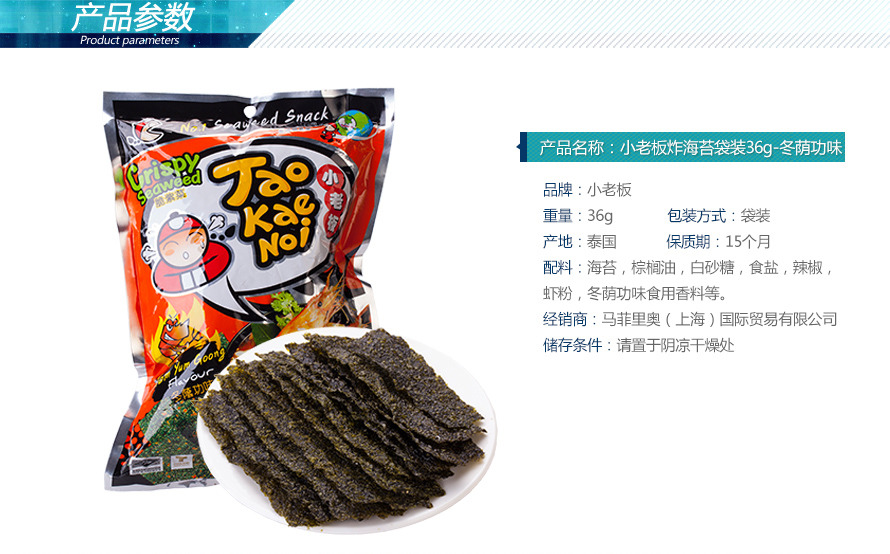 产品参数
Product parameters
No.1 Seaweed Snack
Crispy
Seaweed
脆紫菜
Tao
Kae
Noi
小老板
Tom Yum Goong
Flavour
冬荫功味
产品名称：小老板炸海苔袋装36g-冬荫功味
品牌：小老板
重量：36g 包装方式：袋装
产地：泰国 保质期：15个月
配料：海苔，棕榈油，白砂糖，食盐，辣椒，
虾粉，冬荫功味食用香料等。
经销商：马菲里奥（上海）国际贸易有限公司
储存条件：请置于阴凉干燥处